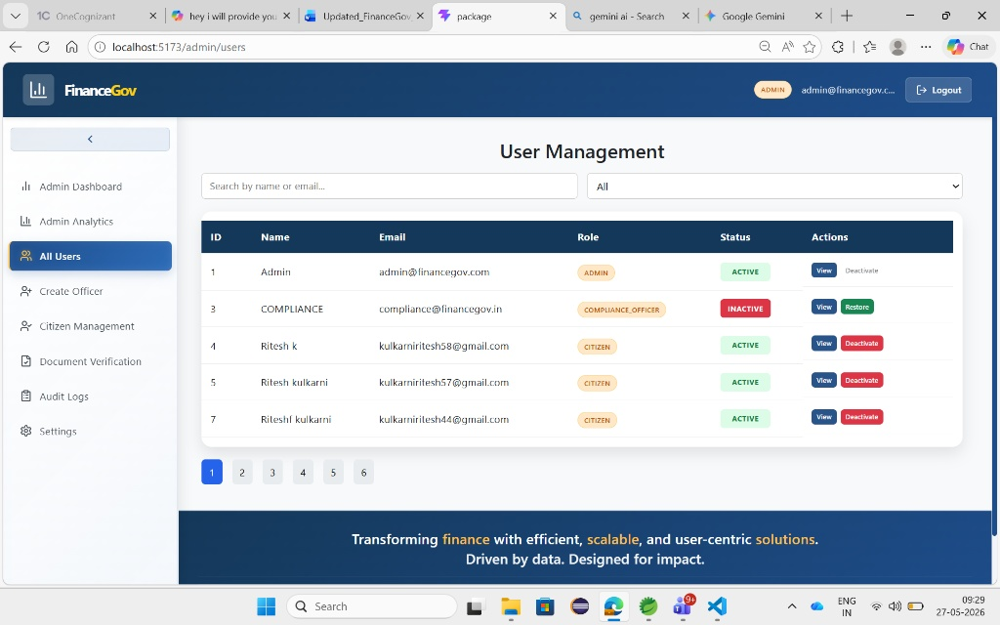 OneCognizant
hey i will provide you
Updated_FinanceGov
package
gemini ai - Search
Google Gemini
localhost:5173/admin/users
Chat
FinanceGov
ADMIN
admin@financegov.c...
Logout
Admin Dashboard
Admin Analytics
All Users
Create Officer
Citizen Management
Document Verification
Audit Logs
Settings
User Management
Search by name or email...
All
ID Name Email Role Status Actions
1 Admin admin@financegov.com ADMIN ACTIVE View Deactivate
3 COMPLIANCE compliance@financegov.in COMPLIANCE_OFFICER INACTIVE View Restore
4 Ritesh k kulkarniritesh58@gmail.com CITIZEN ACTIVE View Deactivate
5 Ritesh kulkarni kulkarniritesh57@gmail.com CITIZEN ACTIVE View Deactivate
7 Riteshf kulkarni kulkarniritesh44@gmail.com CITIZEN ACTIVE View Deactivate
1 2 3 4 5 6
Transforming finance with efficient, scalable, and user-centric solutions.
Driven by data. Designed for impact.
Search
9+
ENG
IN
09:29
27-05-2026